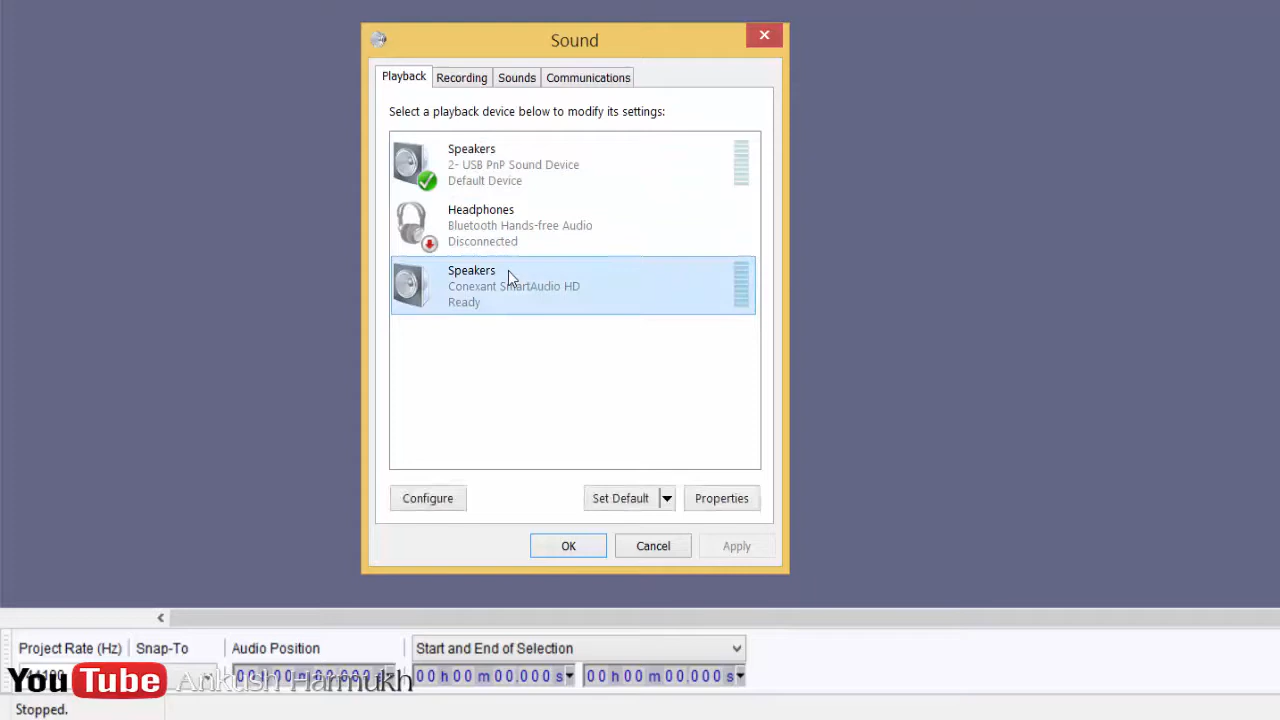 Sound
Playback Recording Sounds Communications
Select a playback device below to modify its settings:
Speakers
2- USB PnP Sound Device
Default Device
Headphones
Bluetooth Hands-free Audio
Disconnected
Speakers
Conexant SmartAudio HD
Ready
Configure Set Default Properties
OK Cancel Apply
Project Rate (Hz) Snap-To Audio Position Start and End of Selection
00 h 00 m 00.000 s 00 h 00 m 00.000 s
YouTube Ankush Harmukh
Stopped.